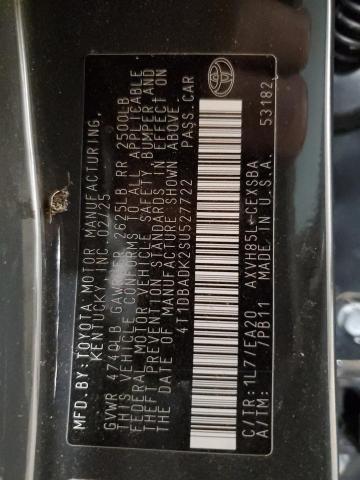 MFD.BY:TOYOTA MOTOR MANUFACTURING,
KENTUCKY, INC. 02/25
GVWR 4740LB GAWR FR 2625LB RR 2500LB
THIS VEHICLE CONFORMS TO ALL APPLICABLE
FEDERAL MOTOR VEHICLE SAFETY, BUMPER AND
THEFT PREVENTION STANDARDS IN EFFECT ON
THE DATE OF MANUFACTURE SHOWN ABOVE.
4T1DBADK2SU527722 PASS.CAR
C/TR:1L7/EA20 AXVH85L-CEXSBA
A/TM: 7AB11 MADE IN U.S.A. 53182